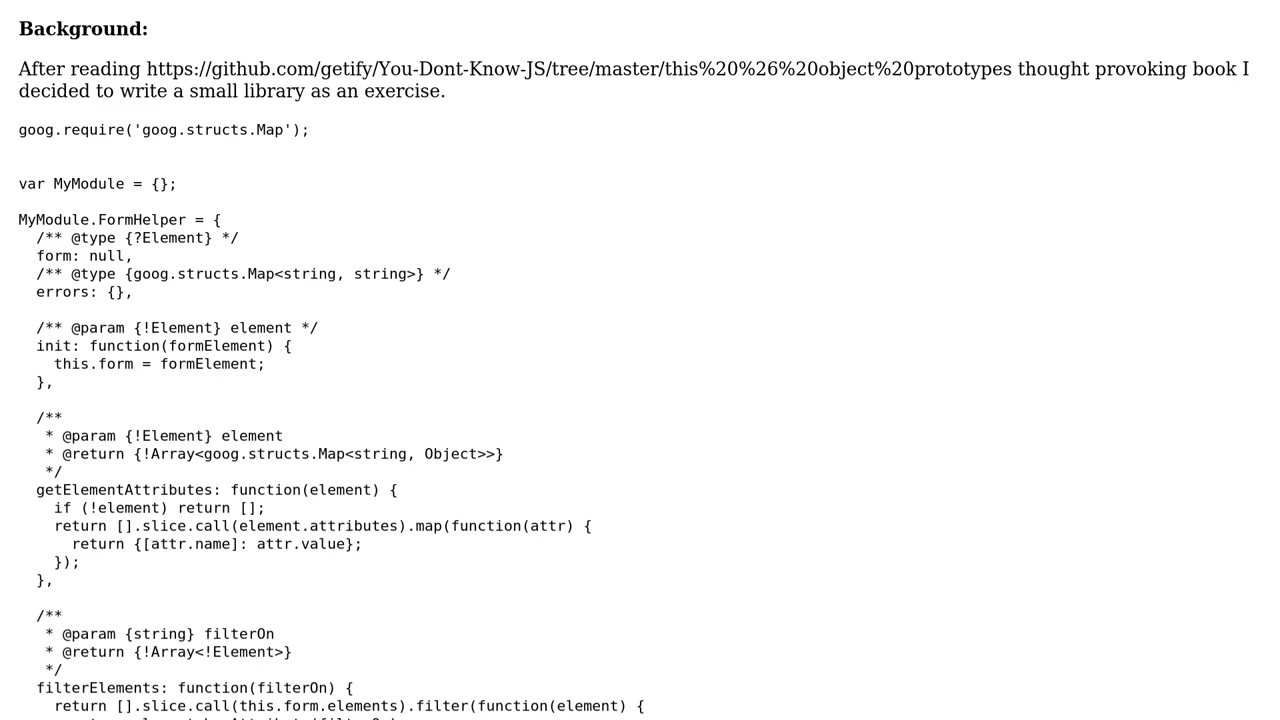 Background:
After reading https://github.com/getify/You-Dont-Know-JS/tree/master/this%20%26%20object%20prototypes thought provoking book I
decided to write a small library as an exercise.
goog.require('goog.structs.Map');
var MyModule = {};
MyModule.FormHelper = {
/** @type {?Element} */
form: null,
/** @type {goog.structs.Map<string, string>} */
errors: {},
/** @param {!Element} element */
init: function(formElement) {
this.form = formElement;
},
/**
* @param {!Element} element
* @return {!Array<goog.structs.Map<string, Object>>}
*/
getElementAttributes: function(element) {
if (!element) return [];
return [].slice.call(element.attributes).map(function(attr) {
return {[attr.name]: attr.value};
});
},
/**
* @param {string} filterOn
* @return {!Array<!Element>}
*/
filterElements: function(filterOn) {
return [].slice.call(this.form.elements).filter(function(element) {